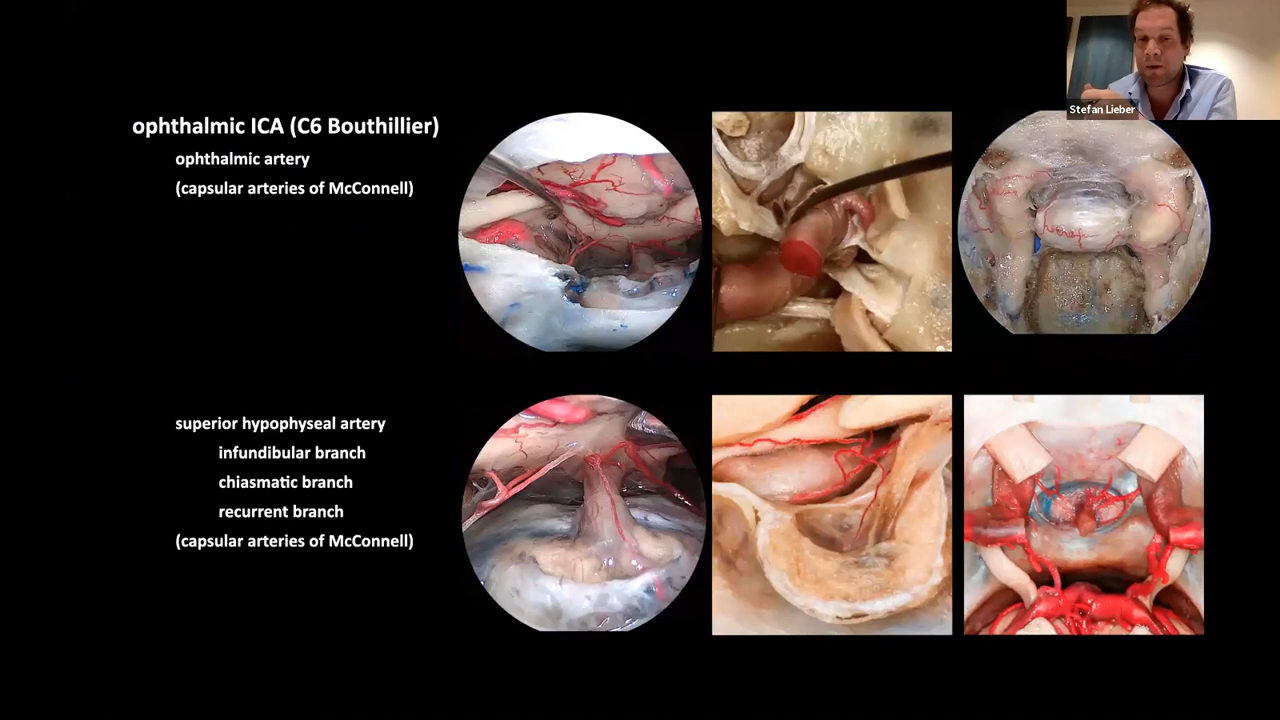 Stefan Lieber
ophthalmic ICA (C6 Bouthillier)
ophthalmic artery
(capsular arteries of McConnell)
superior hypophyseal artery
infundibular branch
chiasmatic branch
recurrent branch
(capsular arteries of McConnell)